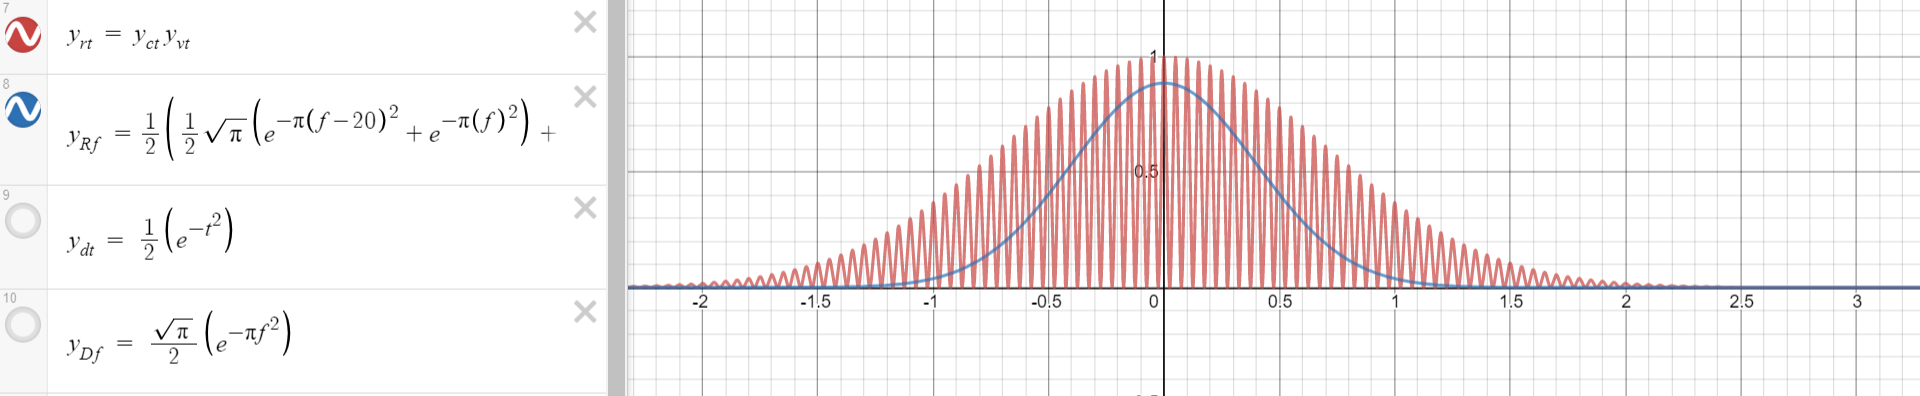 7
y_rt = y_ct y_vt
8
y_Rf = 1/2 ( 1/2 √π ( e^(−π(f−20)^2) + e^(−π(f)^2) ) +
9
y_dt = 1/2 ( e^(−t^2) )
10
y_Df = √π/2 ( e^(−πf^2) )
1
0.5
-2 -1.5 -1 -0.5 0 0.5 1 1.5 2 2.5 3